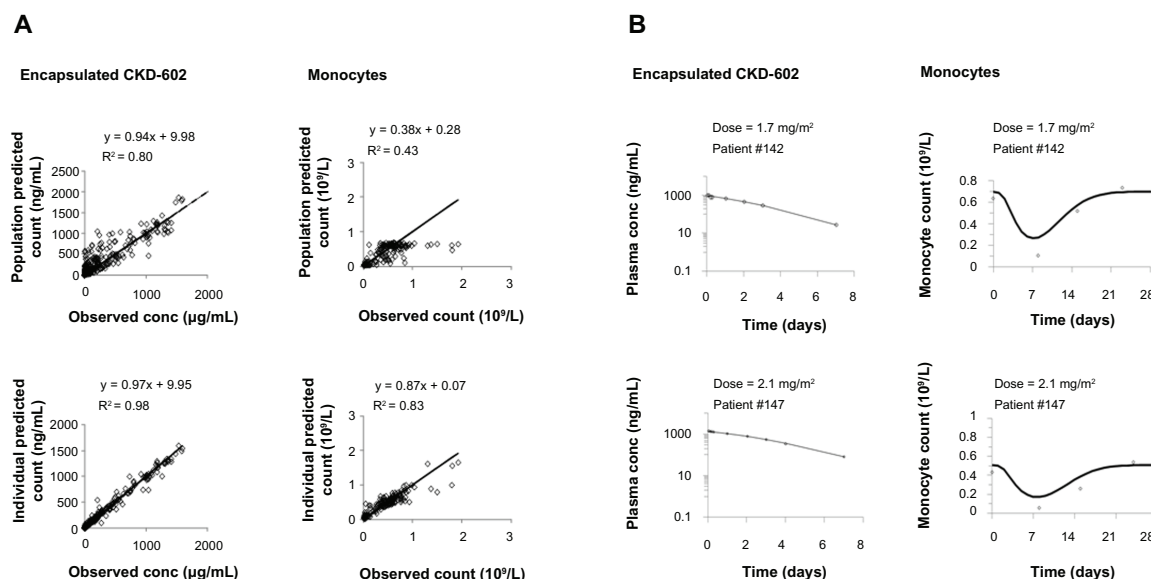 A
Encapsulated CKD-602
Monocytes
Population predicted
count (ng/mL)
y = 0.94x + 9.98
R² = 0.80
2500
2000
1500
1000
500
0
0
1000
2000
Observed conc (µg/mL)
Population predicted
count (10⁹/L)
y = 0.38x + 0.28
R² = 0.43
3
2
1
0
0
1
2
3
Observed count (10⁹/L)
Individual predicted
count (ng/mL)
y = 0.97x + 9.95
R² = 0.98
2000
1500
1000
500
0
0
1000
2000
Observed conc (µg/mL)
Individual predicted
count (10⁹/L)
y = 0.87x + 0.07
R² = 0.83
3
2
1
0
0
1
2
3
Observed count (10⁹/L)
B
Encapsulated CKD-602
Monocytes
Plasma conc (ng/mL)
Dose = 1.7 mg/m²
Patient #142
1000
10
0.1
0
2
4
6
8
Time (days)
Monocyte count (10⁹/L)
Dose = 1.7 mg/m²
Patient #142
0.8
0.6
0.4
0.2
0
0
7
14
21
28
Time (days)
Plasma conc (ng/mL)
Dose = 2.1 mg/m²
Patient #147
1000
10
0.1
0
2
4
6
8
Time (days)
Monocyte count (10⁹/L)
Dose = 2.1 mg/m²
Patient #147
1
0.8
0.6
0.4
0.2
0
0
7
14
21
28
Time (days)